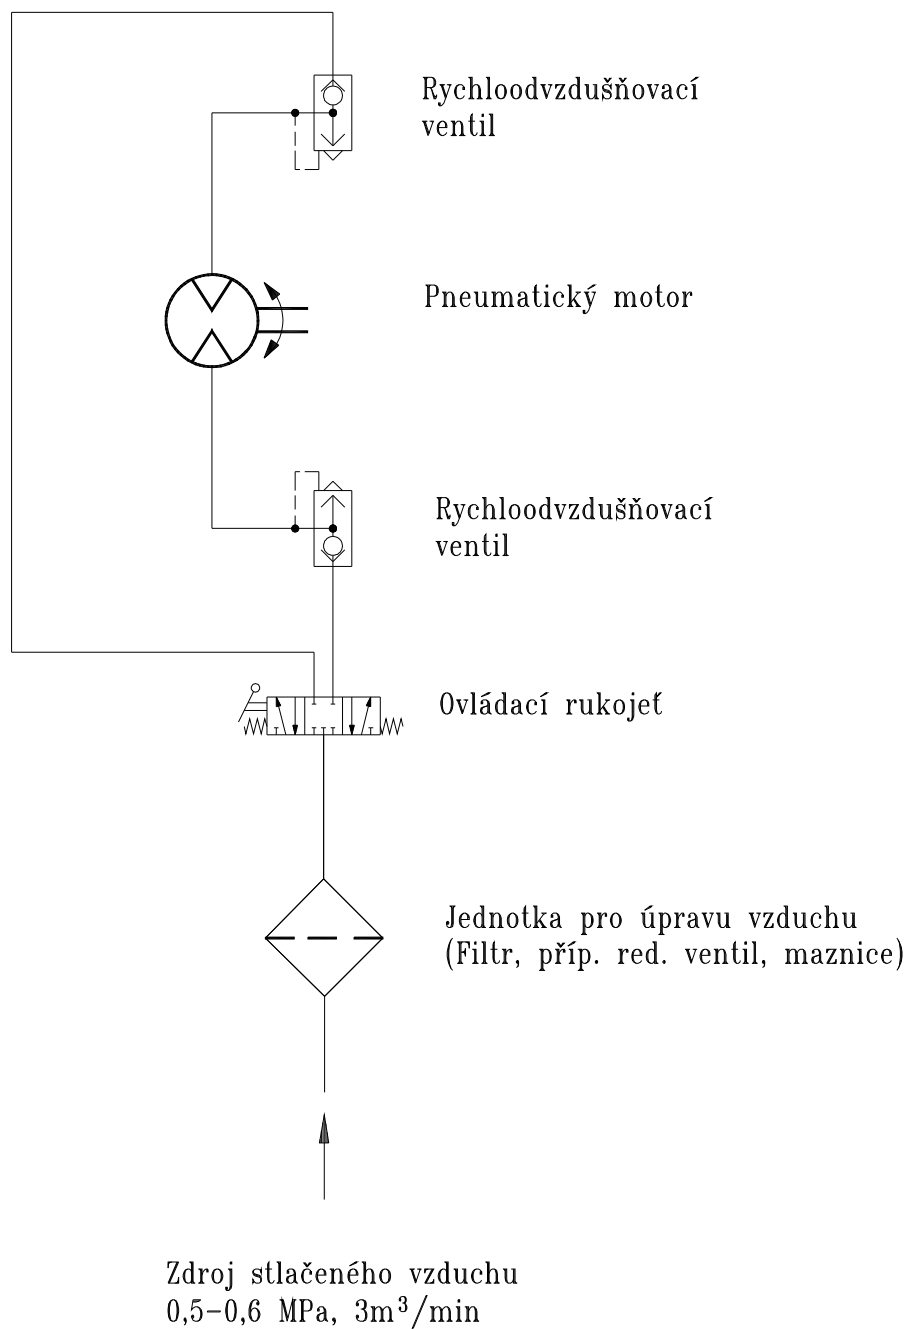 Rychloodvzdušňovací
ventil
Pneumatický motor
Rychloodvzdušňovací
ventil
Ovládací rukojeť
Jednotka pro úpravu vzduchu
(Filtr, příp. red. ventil, maznice)
Zdroj stlačeného vzduchu
0,5-0,6 MPa, 3m³/min